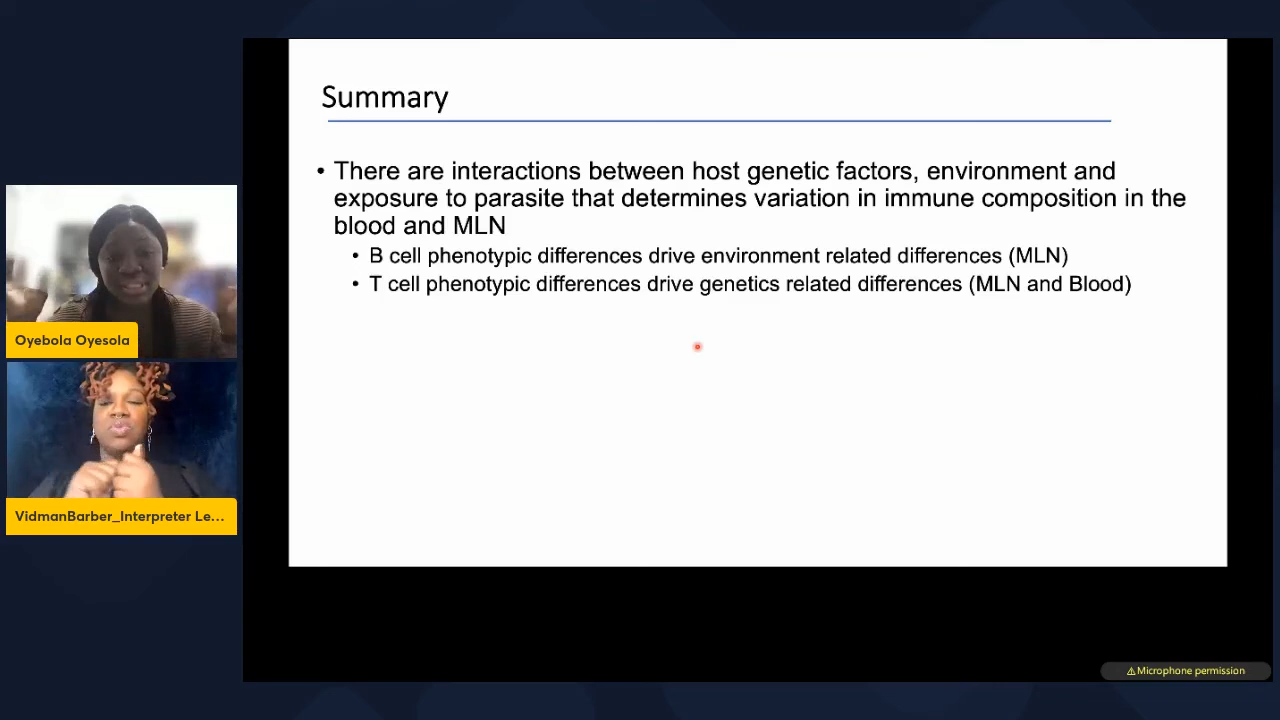 Summary
• There are interactions between host genetic factors, environment and
exposure to parasite that determines variation in immune composition in the
blood and MLN
• B cell phenotypic differences drive environment related differences (MLN)
• T cell phenotypic differences drive genetics related differences (MLN and Blood)
Oyebola Oyesola
VidmanBarber_Interpreter Le...
⚠Microphone permission